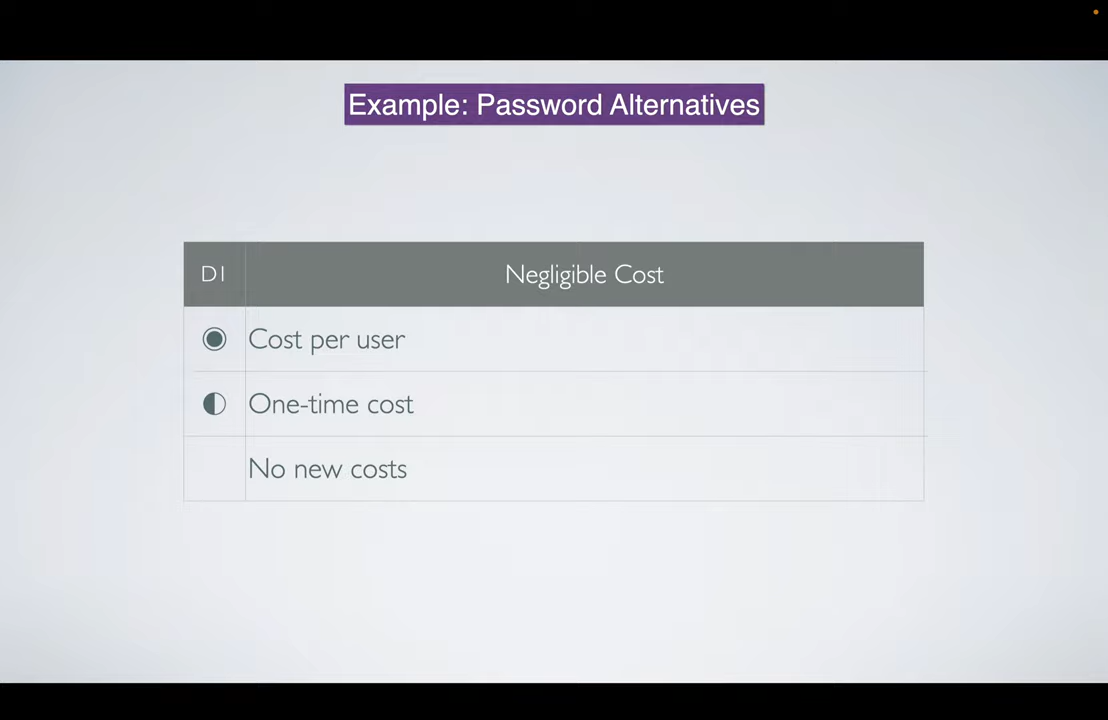 Example: Password Alternatives
D1 Negligible Cost
Cost per user
One-time cost
No new costs